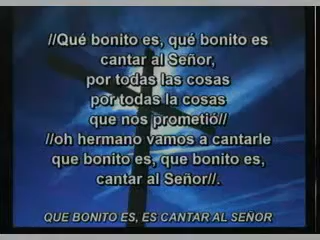 //Qué bonito es, qué bonito es
cantar al Señor,
por todas las cosas
por todas la cosas
que nos prometió//
//oh hermano vamos a cantarle
que bonito es, que bonito es,
cantar al Señor//.
QUE BONITO ES, ES CANTAR AL SEÑOR